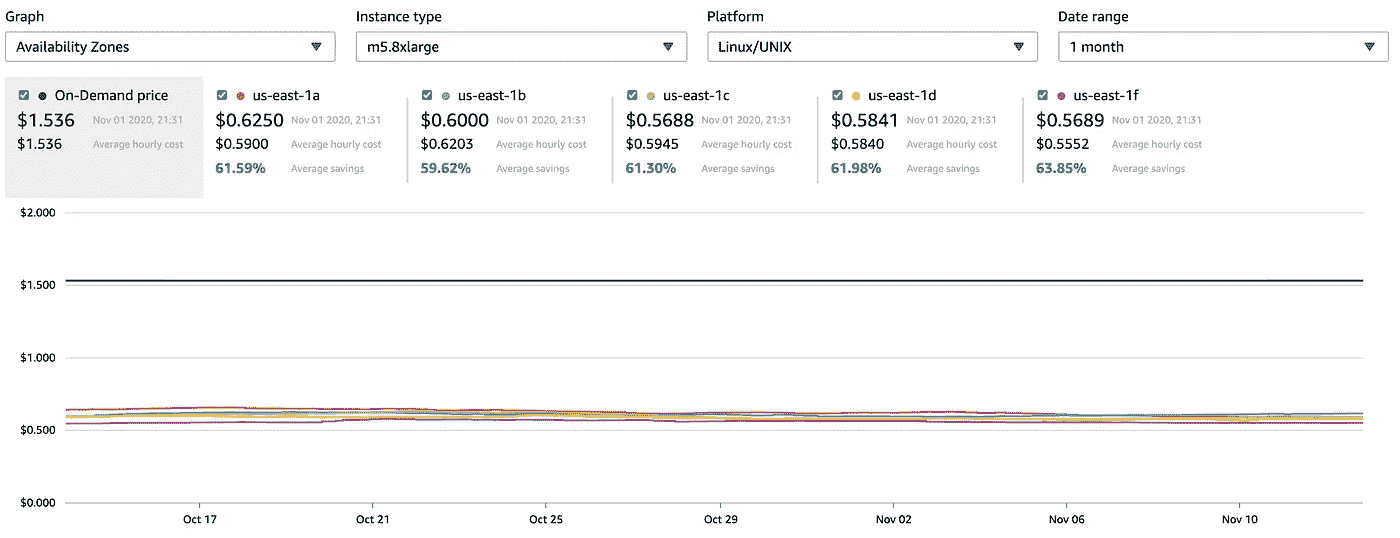 Graph Instance type Platform Date range
Availability Zones m5.8xlarge Linux/UNIX 1 month
On-Demand price us-east-1a us-east-1b us-east-1c us-east-1d us-east-1f
$1.536 Nov 01 2020, 21:31 $0.6250 Nov 01 2020, 21:31 $0.6000 Nov 01 2020, 21:31 $0.5688 Nov 01 2020, 21:31 $0.5841 Nov 01 2020, 21:31 $0.5689 Nov 01 2020, 21:31
$1.536 Average hourly cost $0.5900 Average hourly cost $0.6203 Average hourly cost $0.5945 Average hourly cost $0.5840 Average hourly cost $0.5552 Average hourly cost
61.59% Average savings 59.62% Average savings 61.30% Average savings 61.98% Average savings 63.85% Average savings
$2.000
$1.500
$1.000
$0.500
$0.000
Oct 17 Oct 21 Oct 25 Oct 29 Nov 02 Nov 06 Nov 10